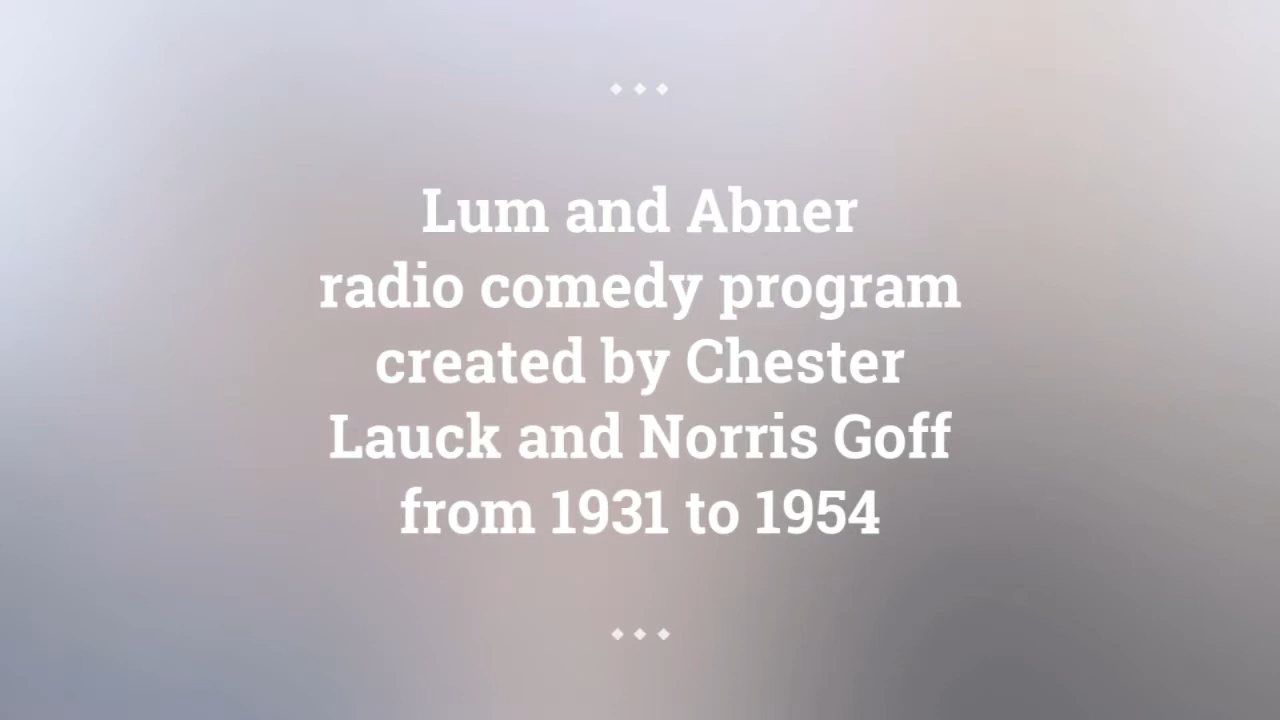 Lum and Abner
radio comedy program
created by Chester
Lauck and Norris Goff
from 1931 to 1954